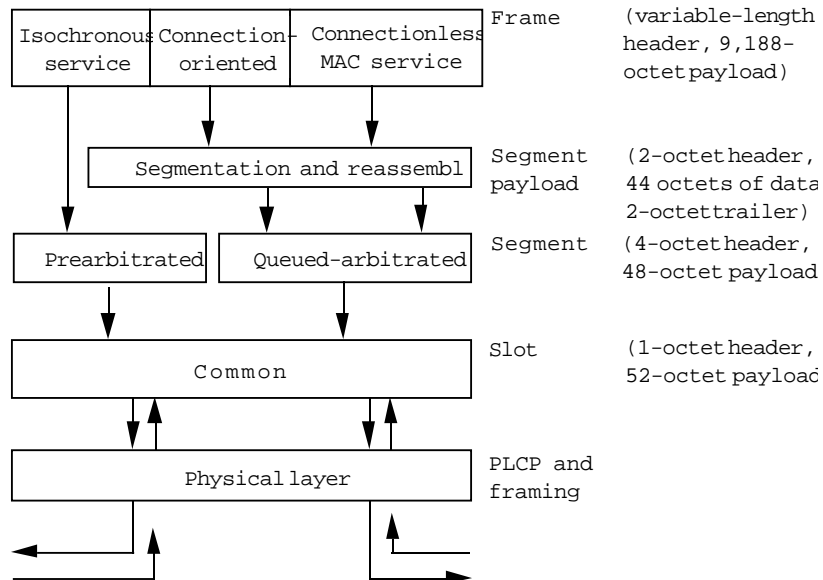 Isochronous service
Connection-oriented
Connectionless MAC service
Frame
(variable-length
header, 9,188-
octet payload)
Segmentation and reassembl
Segment
payload
(2-octet header,
44 octets of data
2-octet trailer)
Prearbitrated
Queued-arbitrated
Segment
(4-octet header,
48-octet payload
Common
Slot
(1-octet header,
52-octet payload
Physical layer
PLCP and
framing